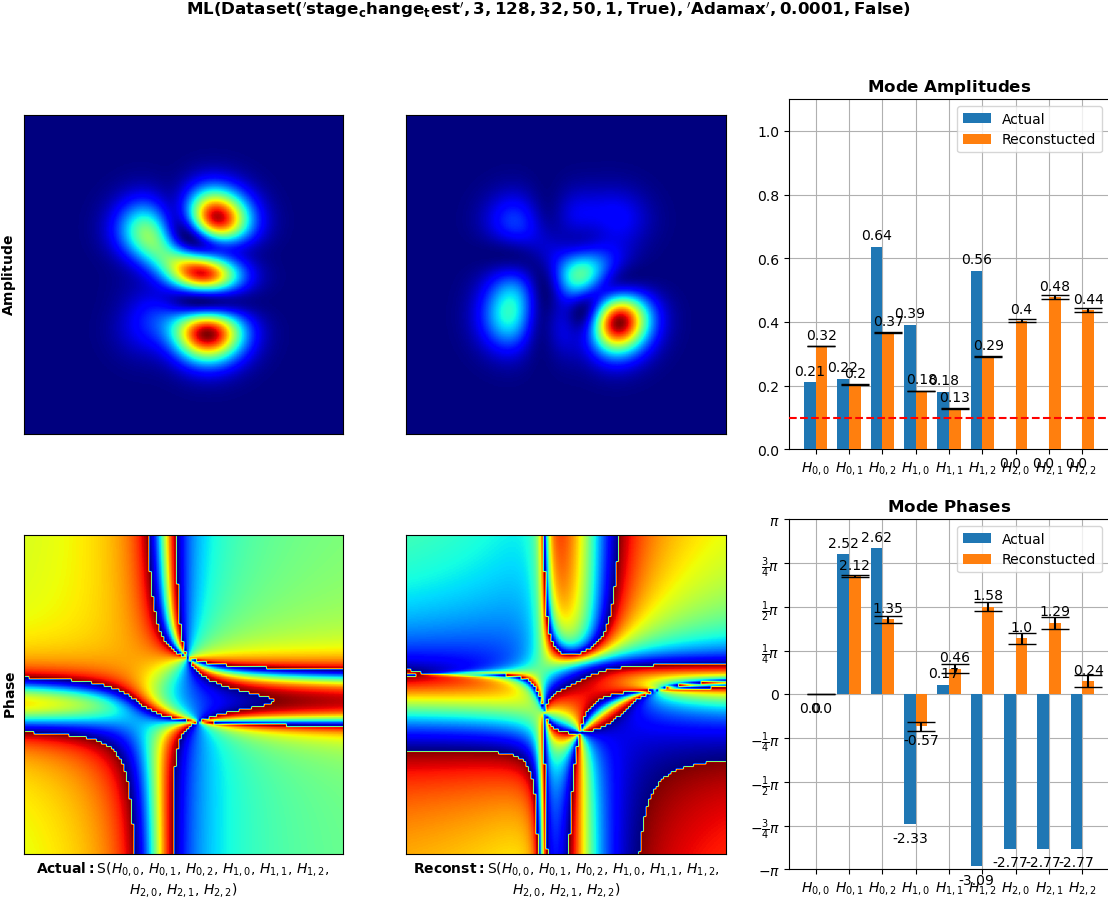 ML(Dataset('stage_change_test', 3, 128, 32, 50, 1, True), 'Adamax', 0.0001, False)
Amplitude
Mode Amplitudes
Actual
Reconstucted
1.0
0.8
0.6
0.4
0.2
0.0
0.21 0.32 0.22 0.2 0.64 0.37 0.39 0.18 0.18 0.13 0.56 0.29 0.0 0.4 0.0 0.48 0.0 0.44
H0,0 H0,1 H0,2 H1,0 H1,1 H1,2 H2,0 H2,1 H2,2
Phase
Mode Phases
Actual
Reconstucted
π
3/4π
1/2π
1/4π
0
−1/4π
−1/2π
−3/4π
−π
0.0 0.0 2.52 2.12 2.62 1.35 -2.33 -0.57 0.17 0.46 -3.09 1.58 -2.77 1.0 -2.77 1.29 -2.77 0.24
H0,0 H0,1 H0,2 H1,0 H1,1 H1,2 H2,0 H2,1 H2,2
Actual: S(H0,0, H0,1, H0,2, H1,0, H1,1, H1,2,
H2,0, H2,1, H2,2)
Reconst: S(H0,0, H0,1, H0,2, H1,0, H1,1, H1,2,
H2,0, H2,1, H2,2)